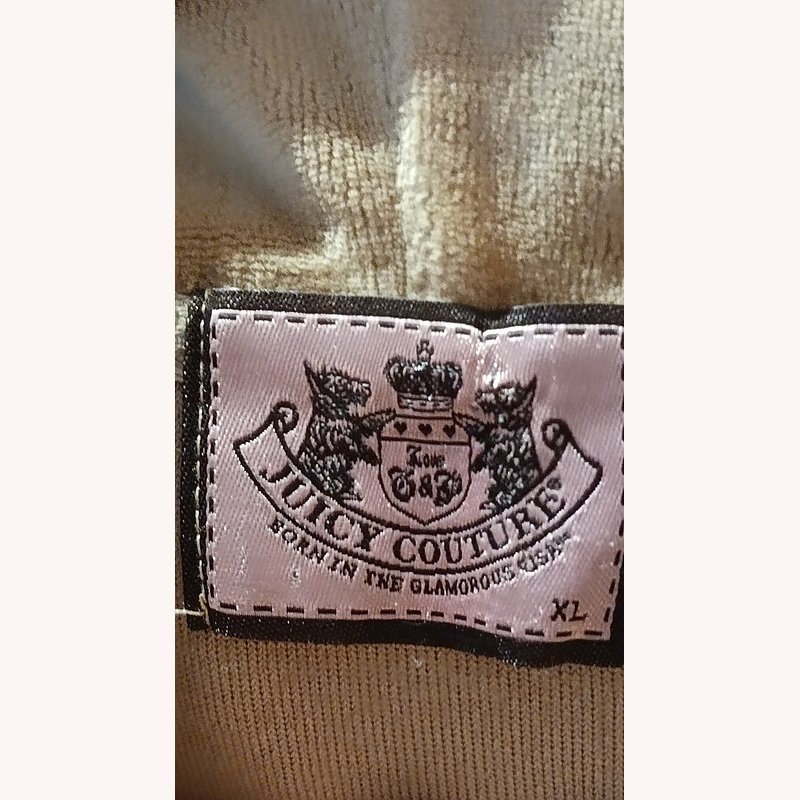 Love
G&P
JUICY COUTURE®
BORN IN THE GLAMOROUS USA
XL